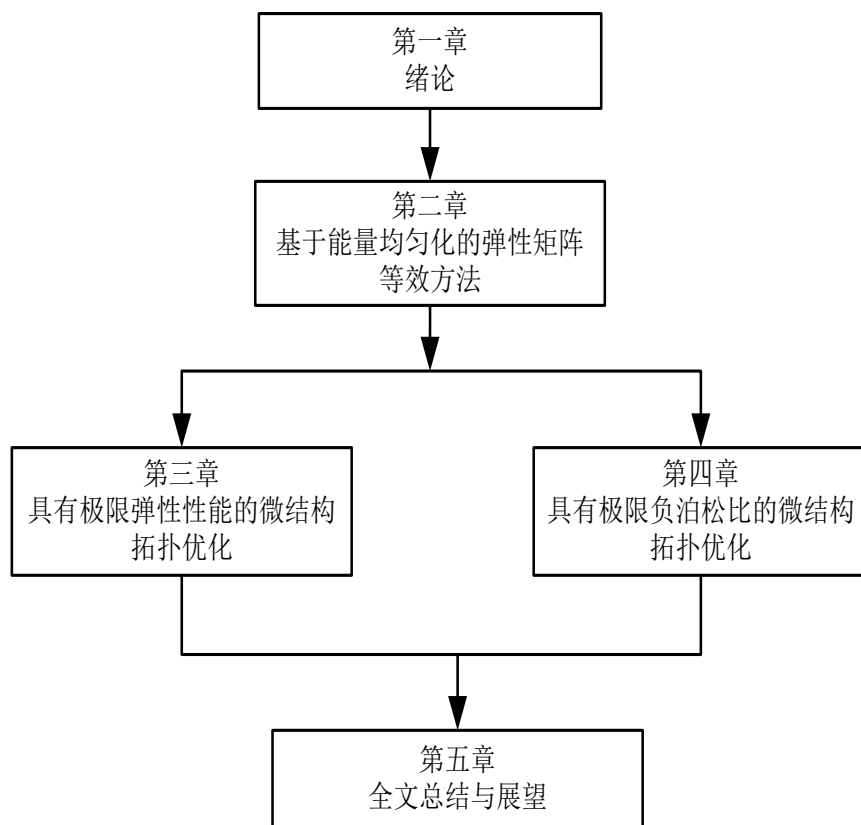 第一章
绪论
第二章
基于能量均匀化的弹性矩阵
等效方法
第三章
具有极限弹性性能的微结构
拓扑优化
第四章
具有极限负泊松比的微结构
拓扑优化
第五章
全文总结与展望